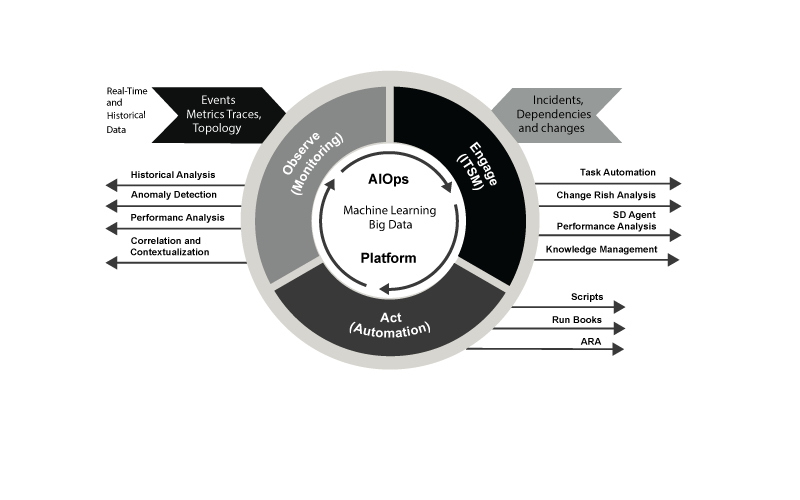 Real-Time
and
Historical
Data
Events
Metrics Traces,
Topology
Incidents,
Dependencies
and changes
Observe
(Monitoring)
Engage
(ITSM)
Act
(Automation)
AIOps
Machine Learning
Big Data
Platform
Historical Analysis
Anomaly Detection
Performanc Analysis
Correlation and
Contextualization
Task Automation
Change Rish Analysis
SD Agent
Performance Analysis
Knowledge Management
Scripts
Run Books
ARA